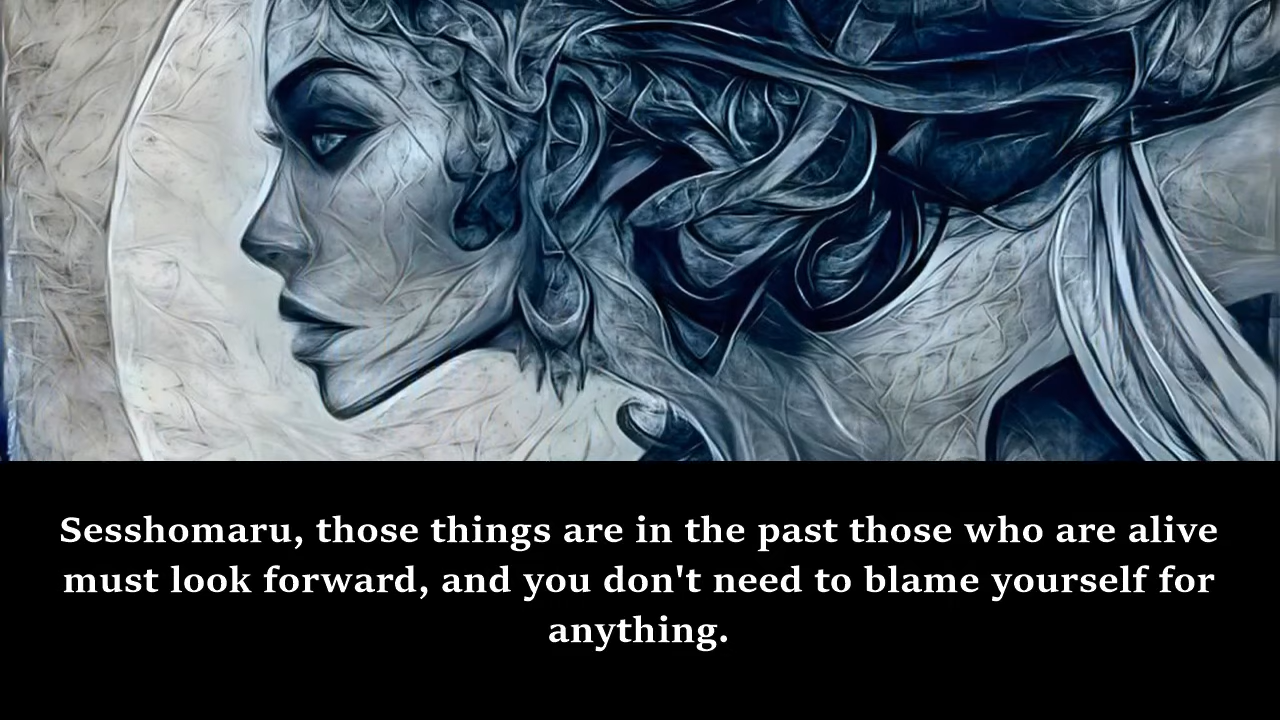 Sesshomaru, those things are in the past those who are alive
must look forward, and you don't need to blame yourself for
anything.